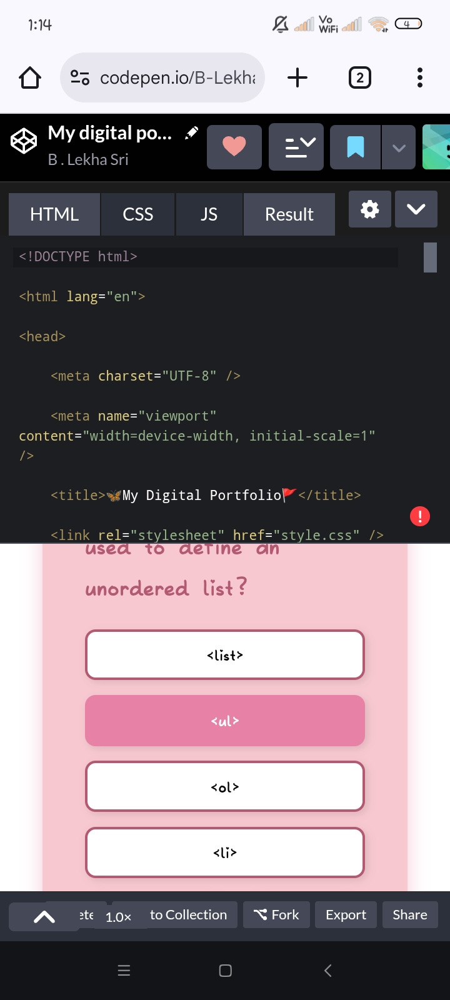 1:14
Vo
WiFi
4
codepen.io/B-Lekha
2
My digital po...
B . Lekha Sri
HTML
CSS
JS
Result
<!DOCTYPE html>
<html lang="en">
<head>
<meta charset="UTF-8" />
<meta name="viewport"
content="width=device-width, initial-scale=1"
/>
<title>🦋My Digital Portfolio🚩</title>
<link rel="stylesheet" href="style.css" />
used to define an
unordered list?
<list>
<ul>
<ol>
<li>
1.0×
to Collection
Fork
Export
Share